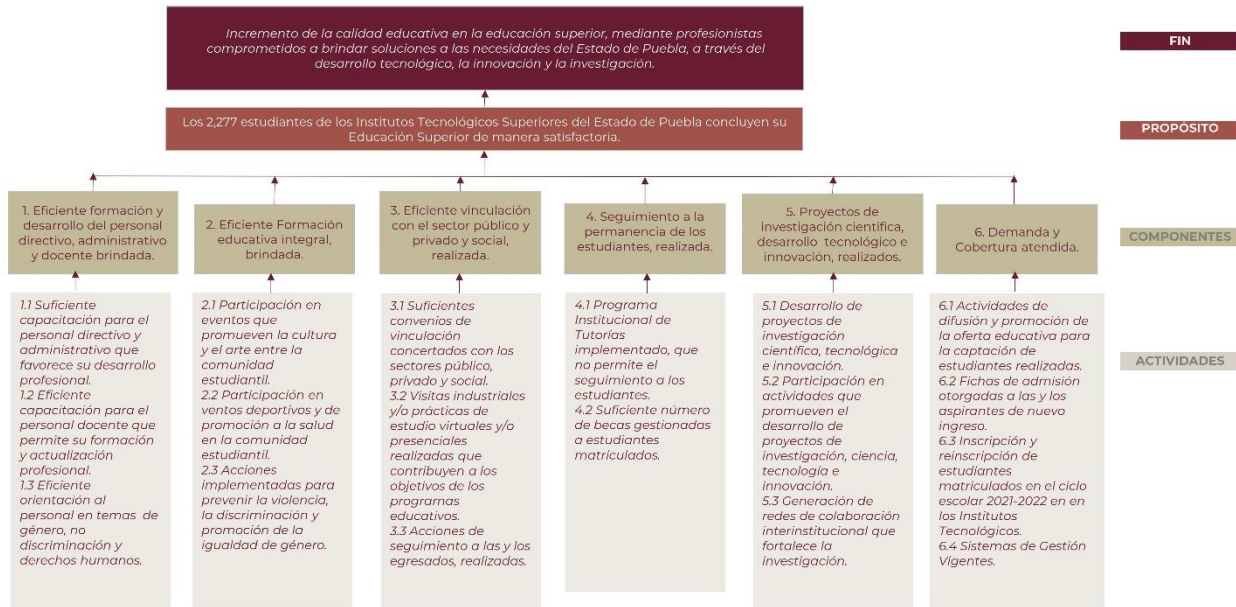 Incremento de la calidad educativa en la educación superior, mediante profesionistas
comprometidos a brindar soluciones a las necesidades del Estado de Puebla, a través del
desarrollo tecnológico, la innovación y la investigación.
FIN
Los 2,277 estudiantes de los Institutos Tecnológicos Superiores del Estado de Puebla concluyen su
Educación Superior de manera satisfactoria.
PROPÓSITO
1. Eficiente formación y
desarrollo del personal
directivo, administrativo
y docente brindada.
2. Eficiente Formación
educativa integral,
brindada.
3. Eficiente vinculación
con el sector público y
privado y social,
realizada.
4. Seguimiento a la
permanencia de los
estudiantes, realizada.
5. Proyectos de
investigación cientifica,
desarrollo tecnológico e
innovación, realizados.
6. Demanda y
Cobertura atendida.
COMPONENTES
1.1 Suficiente
capacitación para el
personal directivo y
administrativo que
favorece su desarrollo
profesional.
1.2 Eficiente
capacitación para el
personal docente que
permite su formación
y actualización
profesional.
1.3 Eficiente
orientación al
personal en temas de
género, no
discriminación y
derechos humanos.
2.1 Participación en
eventos que
promueven la cultura
y el arte entre la
comunidad
estudiantil.
2.2 Participación en
ventos deportivos y de
promoción a la salud
en la comunidad
estudiantil.
2.3 Acciones
implementadas para
prevenir la violencia,
la discriminación y
promoción de la
igualdad de género.
3.1 Suficientes
convenios de
vinculación
concertados con los
sectores público,
privado y social.
3.2 Visitas industriales
y/o prácticas de
estudio virtuales y/o
presenciales
realizadas que
contribuyen a los
objetivos de los
programas
educativos.
3.3 Acciones de
seguimiento a las y los
egresados, realizadas.
4.1 Programa
Institucional de
Tutorías
implementado, que
no permite el
seguimiento a los
estudiantes.
4.2 Suficiente número
de becas gestionadas
a estudiantes
matriculados.
5.1 Desarrollo de
proyectos de
investigación
científica, tecnológica
e innovación.
5.2 Participación en
actividades que
promueven el
desarrollo de
proyectos de
investigación, ciencia,
tecnología e
innovación.
5.3 Generación de
redes de colaboración
interinstitucional que
fortalece la
investigación.
6.1 Actividades de
difusión y promoción de
la oferta educativa para
la captación de
estudiantes realizadas.
6.2 Fichas de admisión
otorgadas a las y los
aspirantes de nuevo
ingreso.
6.3 Inscripción y
reinscripción de
estudiantes
matriculados en el ciclo
escolar 2021-2022 en en
los Institutos
Tecnológicos.
6.4 Sistemas de Gestión
Vigentes.
ACTIVIDADES